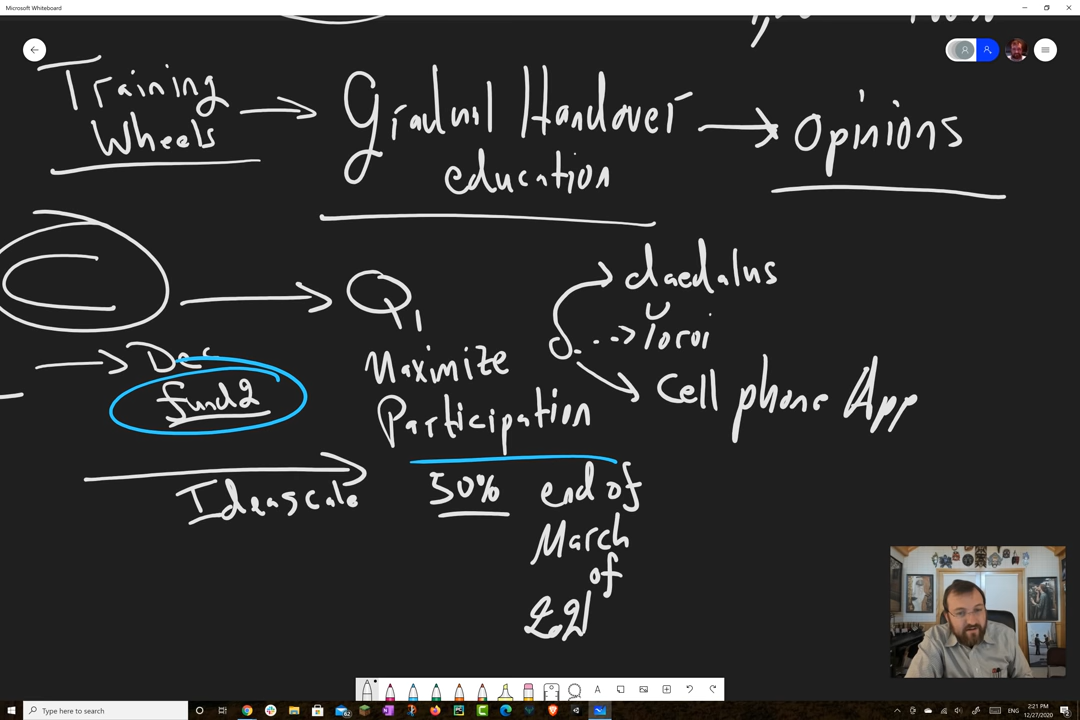 Microsoft Whiteboard
Training
Wheels
Gradual Handover
education
Opinions
Q1
Maximize
Participation
50% end of
March
of
daedalus
Yoroi
Cell phone App
Dec
fund2
Ideascale
Type here to search
62
ENG
2:21 PM
12/27/2020